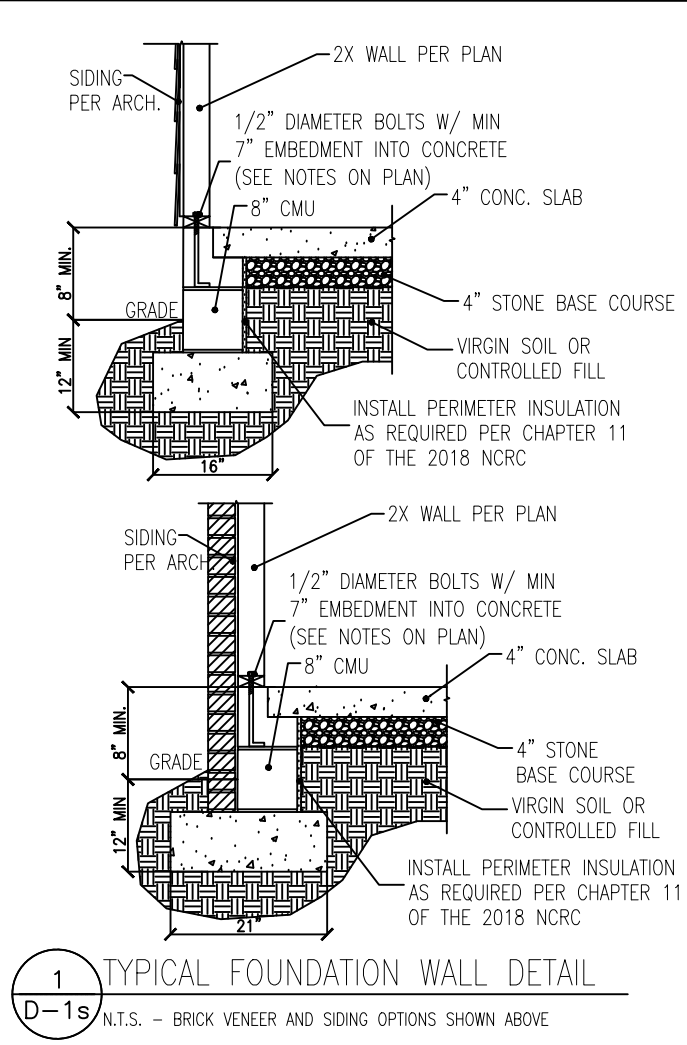 2X WALL PER PLAN
SIDING
PER ARCH.
1/2" DIAMETER BOLTS W/ MIN
7" EMBEDMENT INTO CONCRETE
(SEE NOTES ON PLAN)
8" CMU
4" CONC. SLAB
8" MIN.
GRADE
4" STONE BASE COURSE
12" MIN
VIRGIN SOIL OR
CONTROLLED FILL
INSTALL PERIMETER INSULATION
AS REQUIRED PER CHAPTER 11
OF THE 2018 NCRC
16"
2X WALL PER PLAN
SIDING
PER ARCH
1/2" DIAMETER BOLTS W/ MIN
7" EMBEDMENT INTO CONCRETE
(SEE NOTES ON PLAN)
8" CMU
4" CONC. SLAB
8" MIN.
GRADE
4" STONE
BASE COURSE
12" MIN
VIRGIN SOIL OR
CONTROLLED FILL
INSTALL PERIMETER INSULATION
AS REQUIRED PER CHAPTER 11
OF THE 2018 NCRC
21"
1
D-1s
TYPICAL FOUNDATION WALL DETAIL
N.T.S. - BRICK VENEER AND SIDING OPTIONS SHOWN ABOVE